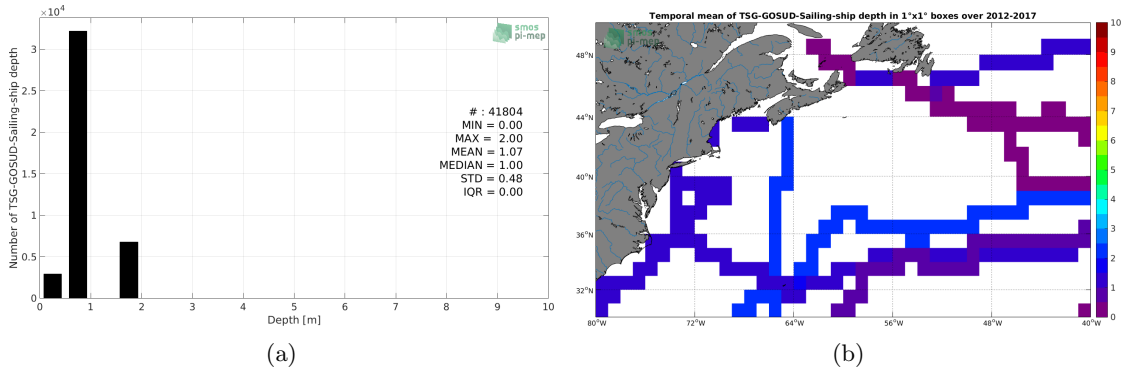 ×10⁴
Number of TSG-GOSUD-Sailing-ship depth
3
2.5
2
1.5
1
0.5
0
0 1 2 3 4 5 6 7 8 9 10
Depth [m]
smos
pi-mep
# : 41804
MIN = 0.00
MAX = 2.00
MEAN = 1.07
MEDIAN = 1.00
STD = 0.48
IQR = 0.00
(a)
Temporal mean of TSG-GOSUD-Sailing-ship depth in 1°x1° boxes over 2012-2017
smos
pi-mep
48°N
44°N
40°N
36°N
32°N
80°W 72°W 64°W 56°W 48°W 40°W
10
9
8
7
6
5
4
3
2
1
0
(b)